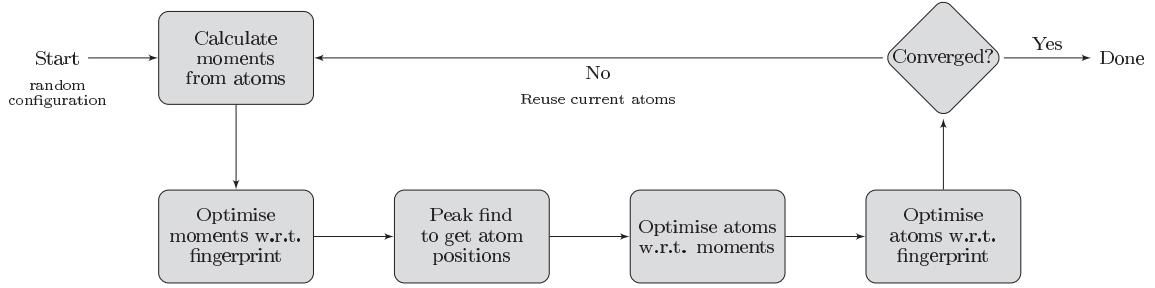 Start
random
configuration
Calculate
moments
from atoms
No
Reuse current atoms
Converged?
Yes
Done
Optimise
moments w.r.t.
fingerprint
Peak find
to get atom
positions
Optimise atoms
w.r.t. moments
Optimise
atoms w.r.t.
fingerprint